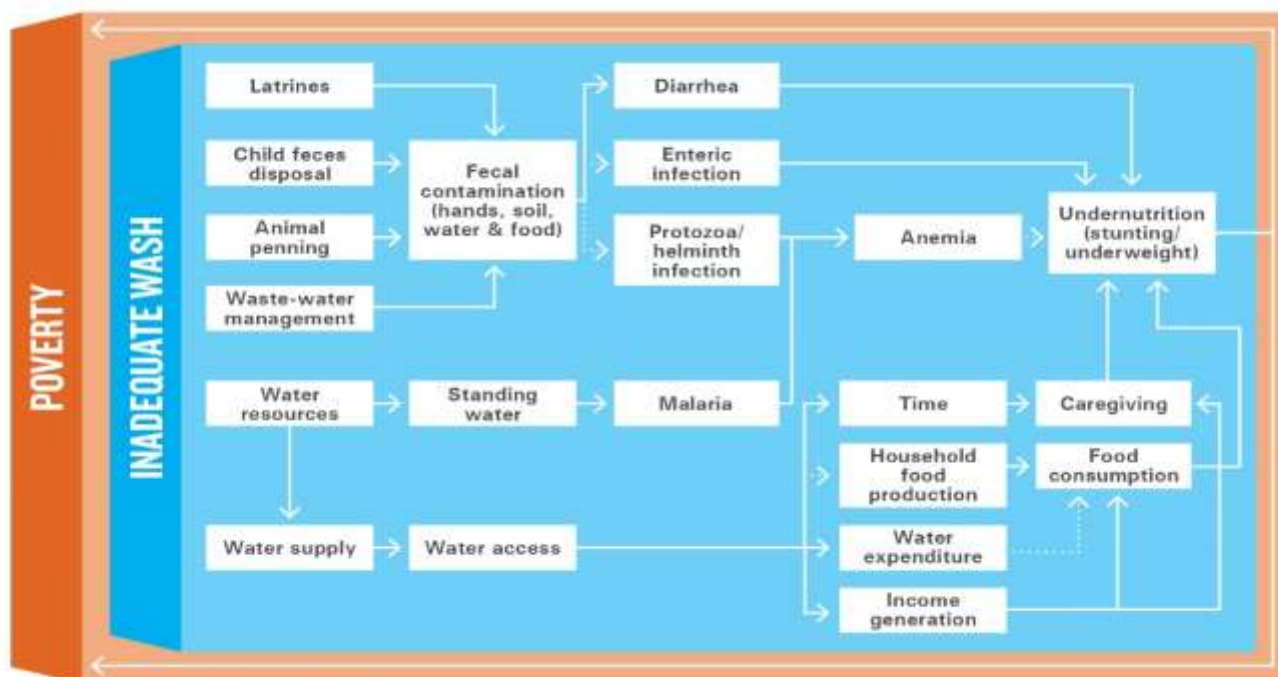 POVERTY
INADEQUATE WASH
Latrines
Child feces
disposal
Animal
penning
Waste-water
management
Fecal
contamination
(hands, soil,
water & food)
Diarrhea
Enteric
infection
Protozoa/
helminth
infection
Anemia
Undernutrition
(stunting/
underweight)
Water
resources
Standing
water
Malaria
Time
Caregiving
Household
food
production
Food
consumption
Water supply
Water access
Water
expenditure
Income
generation